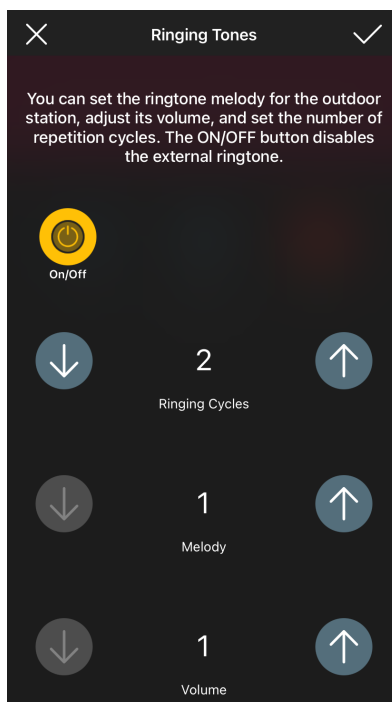 Ringing Tones
You can set the ringtone melody for the outdoor
station, adjust its volume, and set the number of
repetition cycles. The ON/OFF button disables
the external ringtone.
On/Off
2
Ringing Cycles
1
Melody
1
Volume